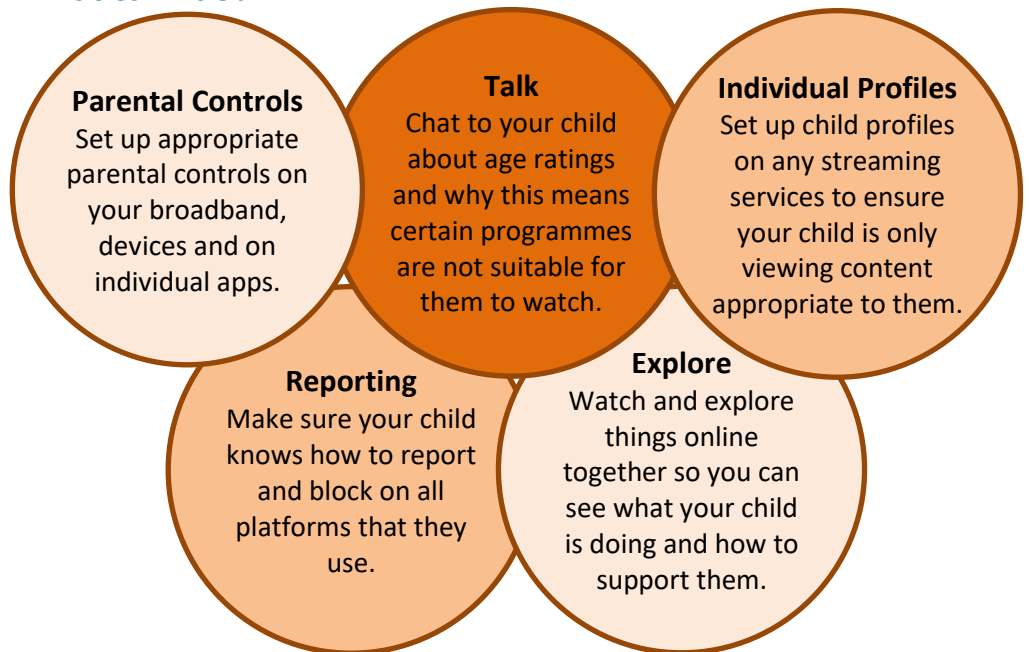 Parental Controls
Set up appropriate
parental controls on
your broadband,
devices and on
individual apps.
Talk
Chat to your child
about age ratings
and why this means
certain programmes
are not suitable for
them to watch.
Individual Profiles
Set up child profiles
on any streaming
services to ensure
your child is only
viewing content
appropriate to them.
Reporting
Make sure your child
knows how to report
and block on all
platforms that they
use.
Explore
Watch and explore
things online
together so you can
see what your child
is doing and how to
support them.